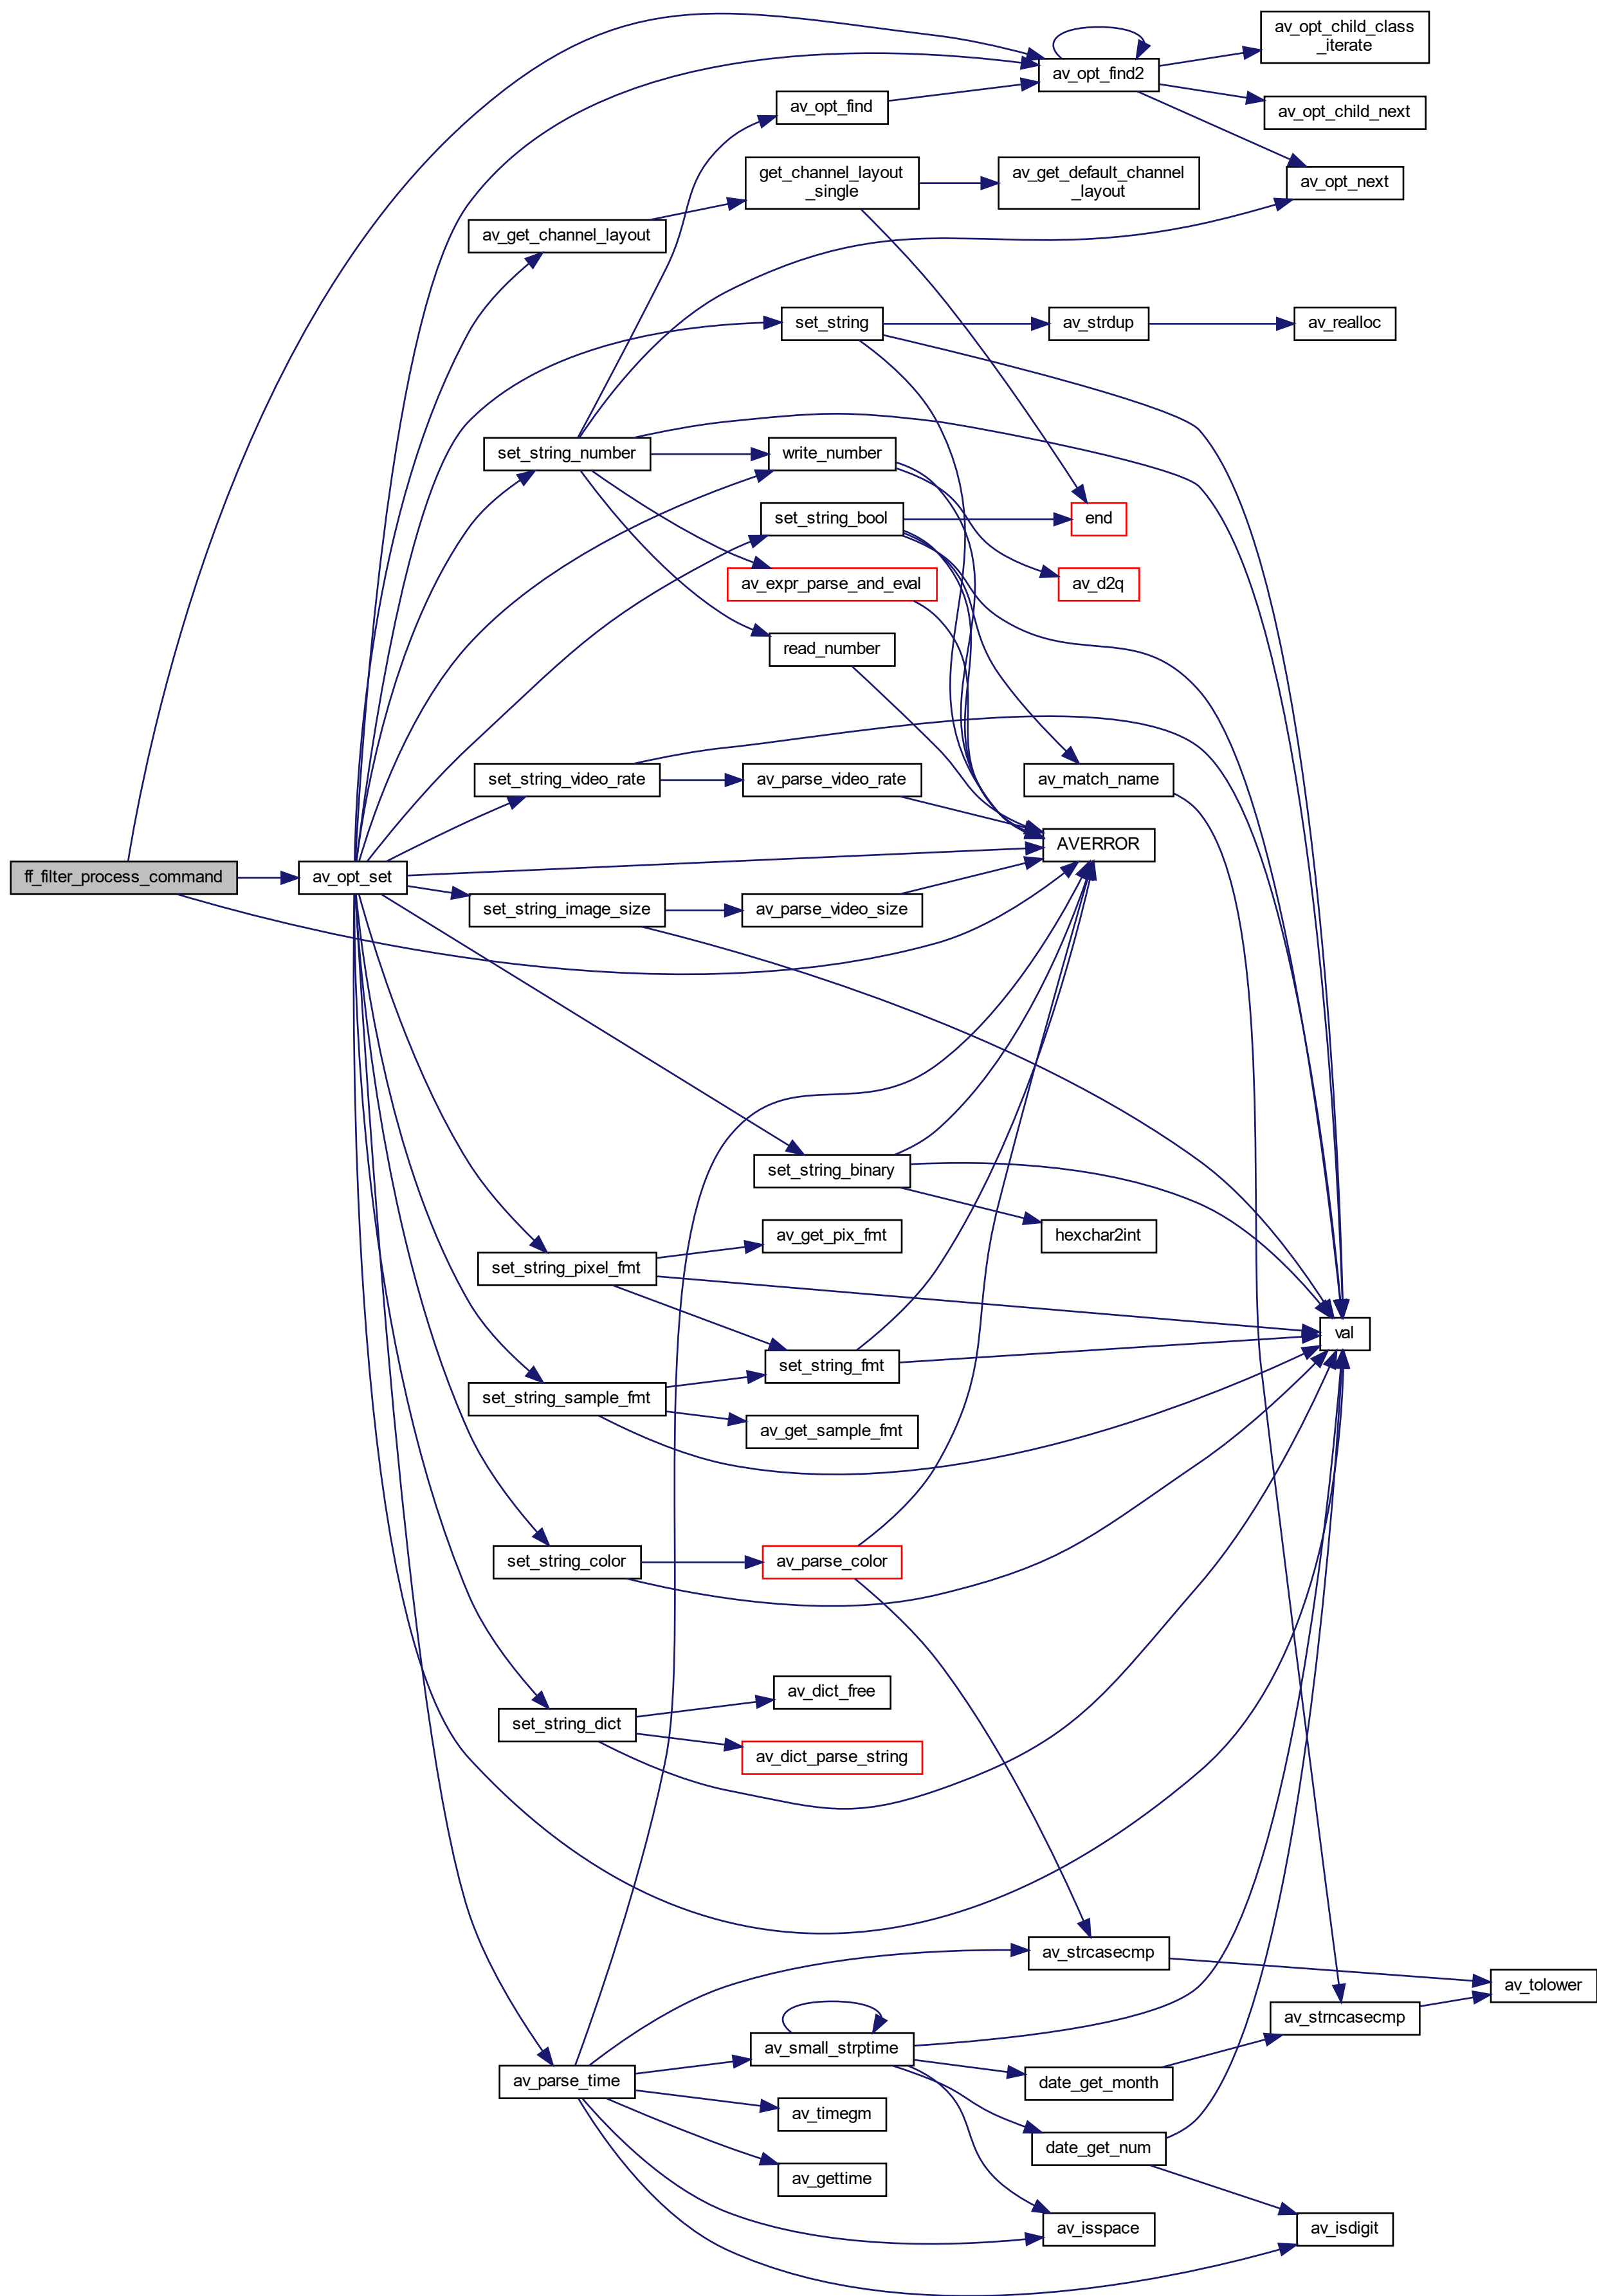 av_opt_child_class
_iterate
av_opt_find2
av_opt_find
av_opt_child_next
get_channel_layout
_single
av_get_default_channel
_layout
av_opt_next
av_get_channel_layout
set_string
av_strdup
av_realloc
set_string_number
write_number
set_string_bool
end
av_expr_parse_and_eval
av_d2q
read_number
set_string_video_rate
av_parse_video_rate
av_match_name
AVERROR
ff_filter_process_command
av_opt_set
set_string_image_size
av_parse_video_size
set_string_binary
av_get_pix_fmt
hexchar2int
set_string_pixel_fmt
val
set_string_fmt
set_string_sample_fmt
av_get_sample_fmt
set_string_color
av_parse_color
av_dict_free
set_string_dict
av_dict_parse_string
av_strcasecmp
av_tolower
av_strncasecmp
av_small_strptime
av_parse_time
date_get_month
av_timegm
date_get_num
av_gettime
av_isspace
av_isdigit